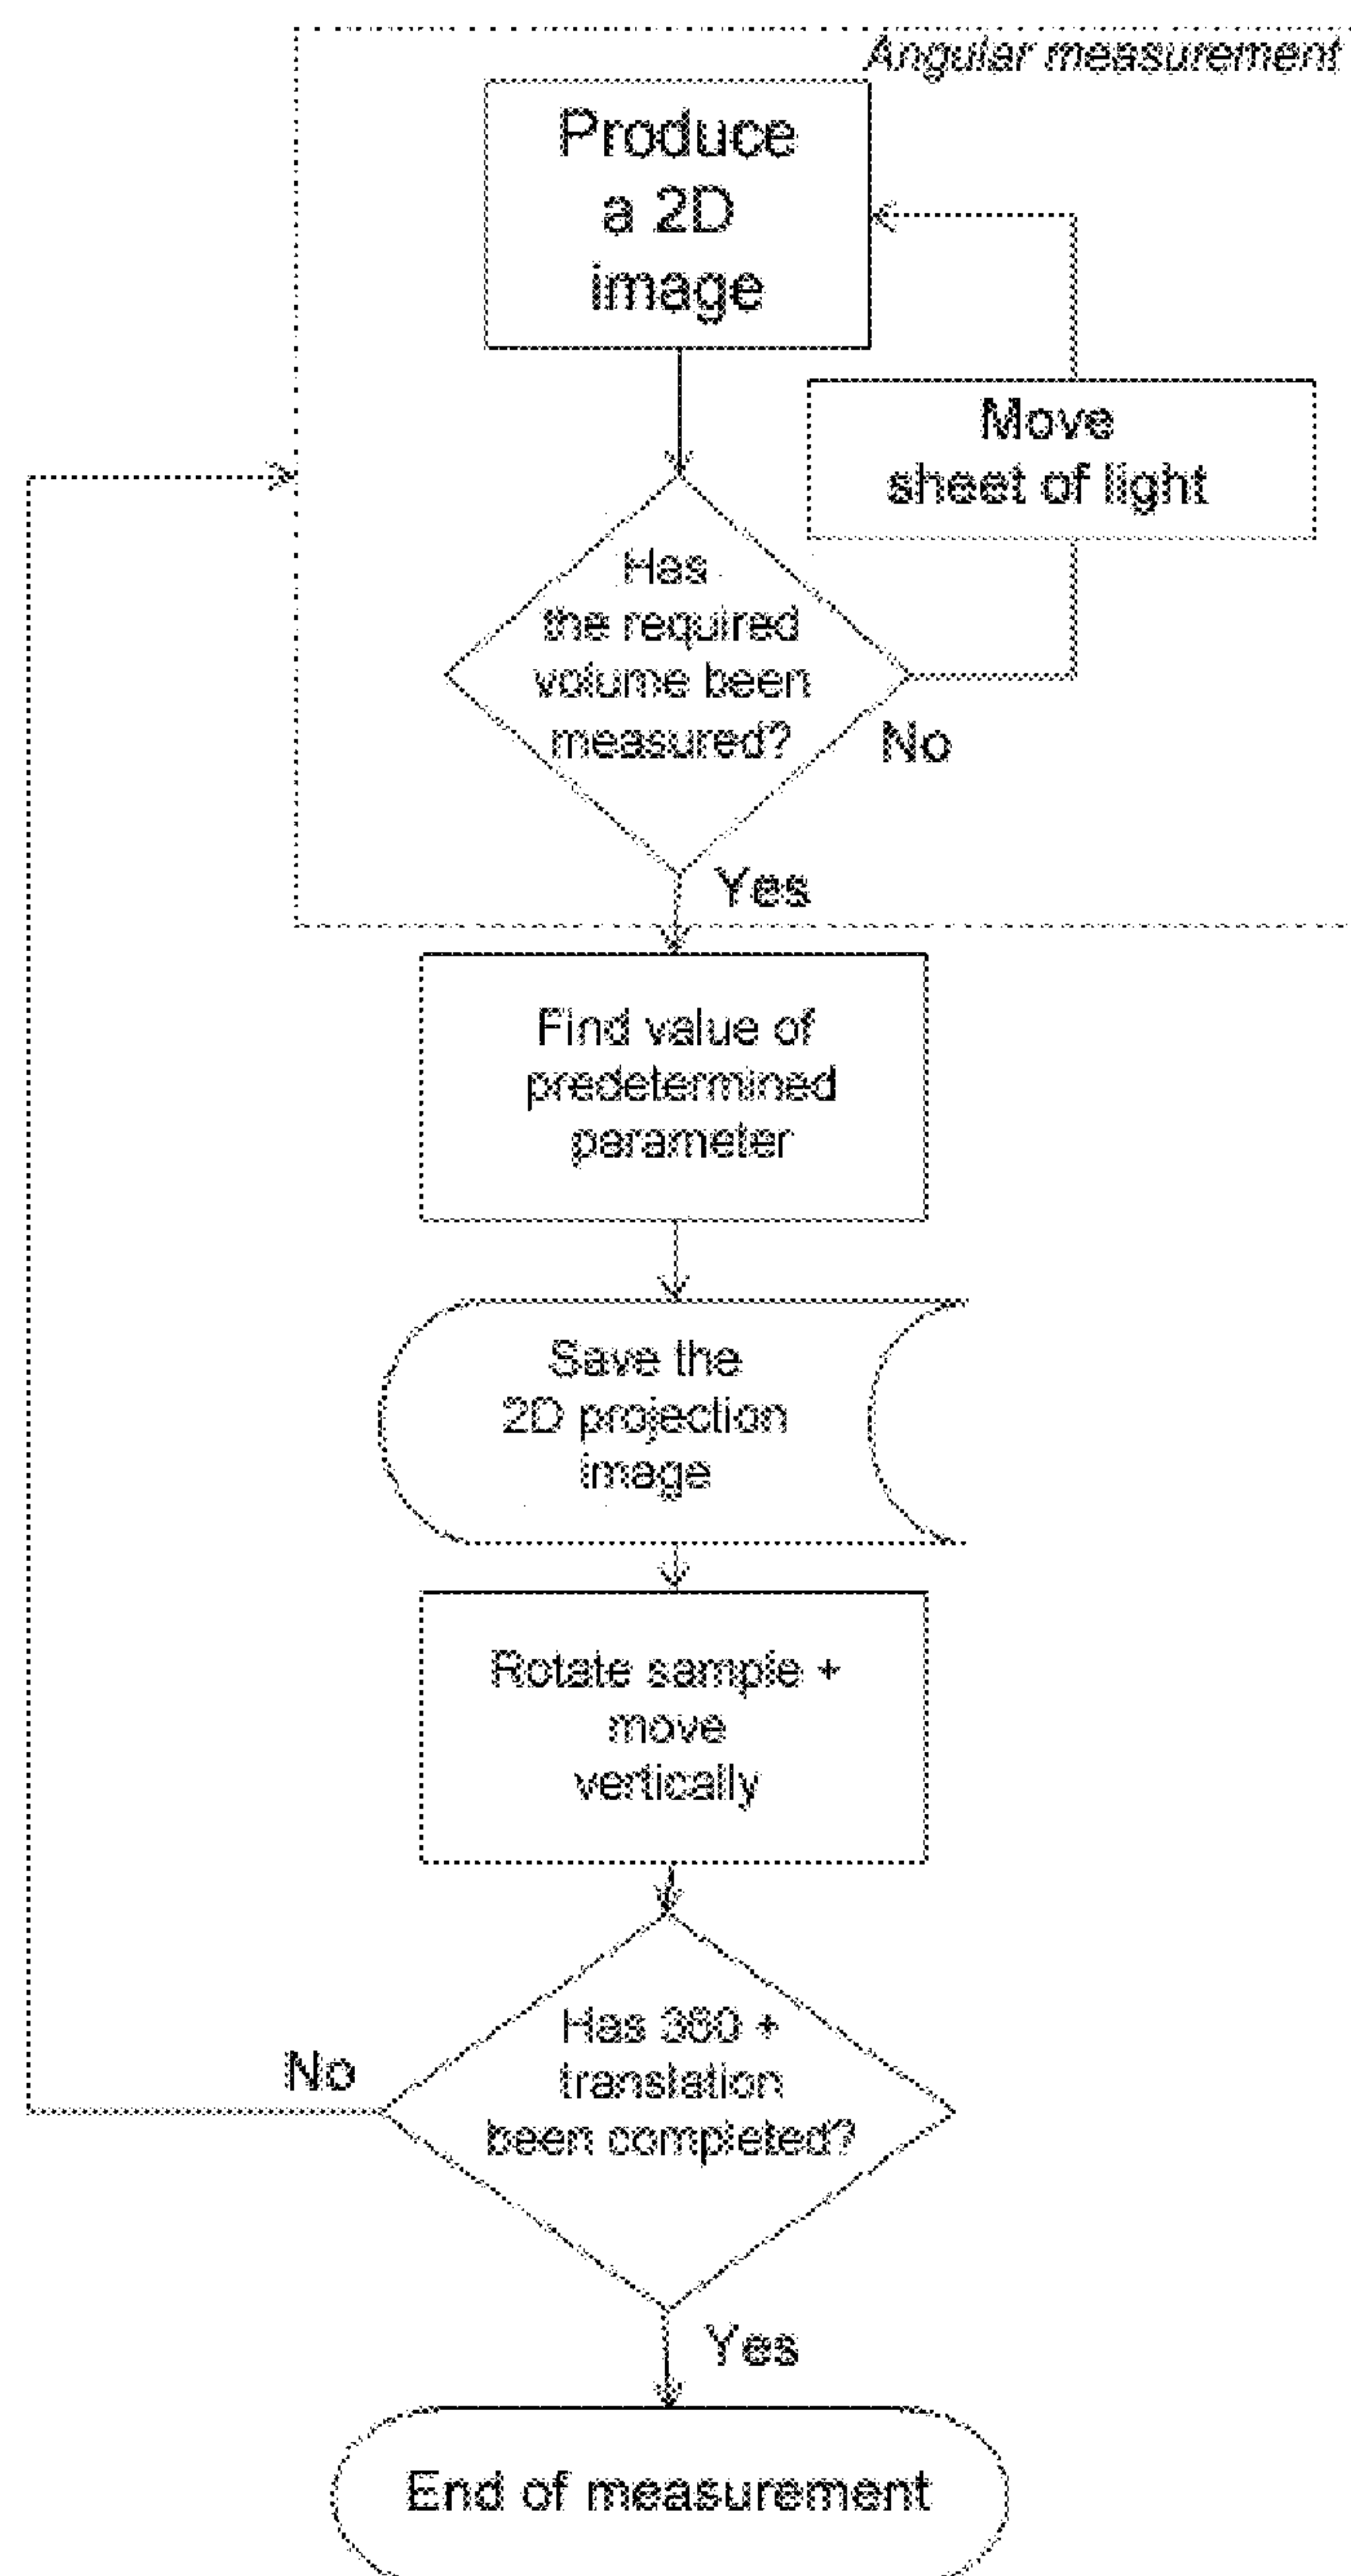 Angular measurement
Produce
a 2D
image
Move
sheet of light
Has
the required
volume been
measured?
No
Yes
Find value of
predetermined
parameter
Save the
2D projection
image
Rotate sample +
move
vertically
Has 360 +
translation
been completed?
No
Yes
End of measurement